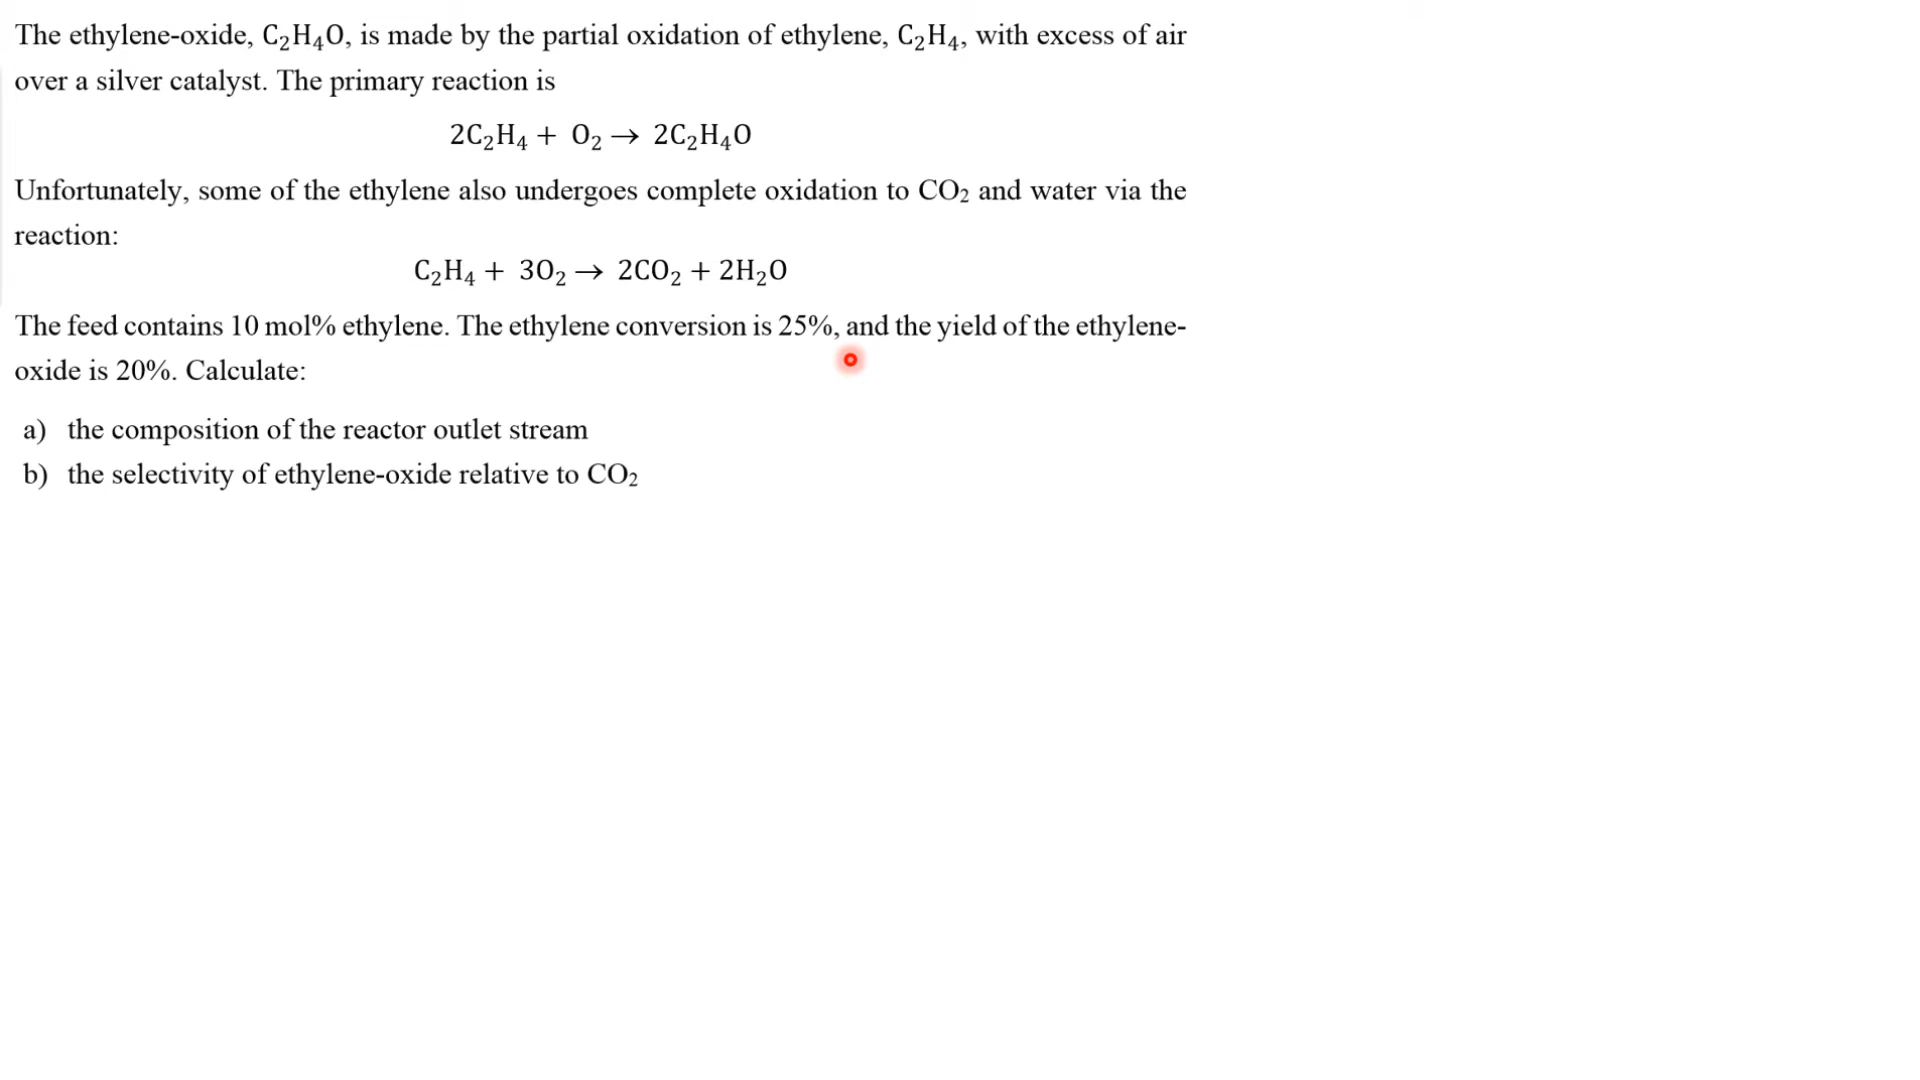 The ethylene-oxide, C₂H₄O, is made by the partial oxidation of ethylene, C₂H₄, with excess of air
over a silver catalyst. The primary reaction is
2C₂H₄ + O₂ → 2C₂H₄O
Unfortunately, some of the ethylene also undergoes complete oxidation to CO₂ and water via the
reaction:
C₂H₄ + 3O₂ → 2CO₂ + 2H₂O
The feed contains 10 mol% ethylene. The ethylene conversion is 25%, and the yield of the ethylene-
oxide is 20%. Calculate:
a) the composition of the reactor outlet stream
b) the selectivity of ethylene-oxide relative to CO₂